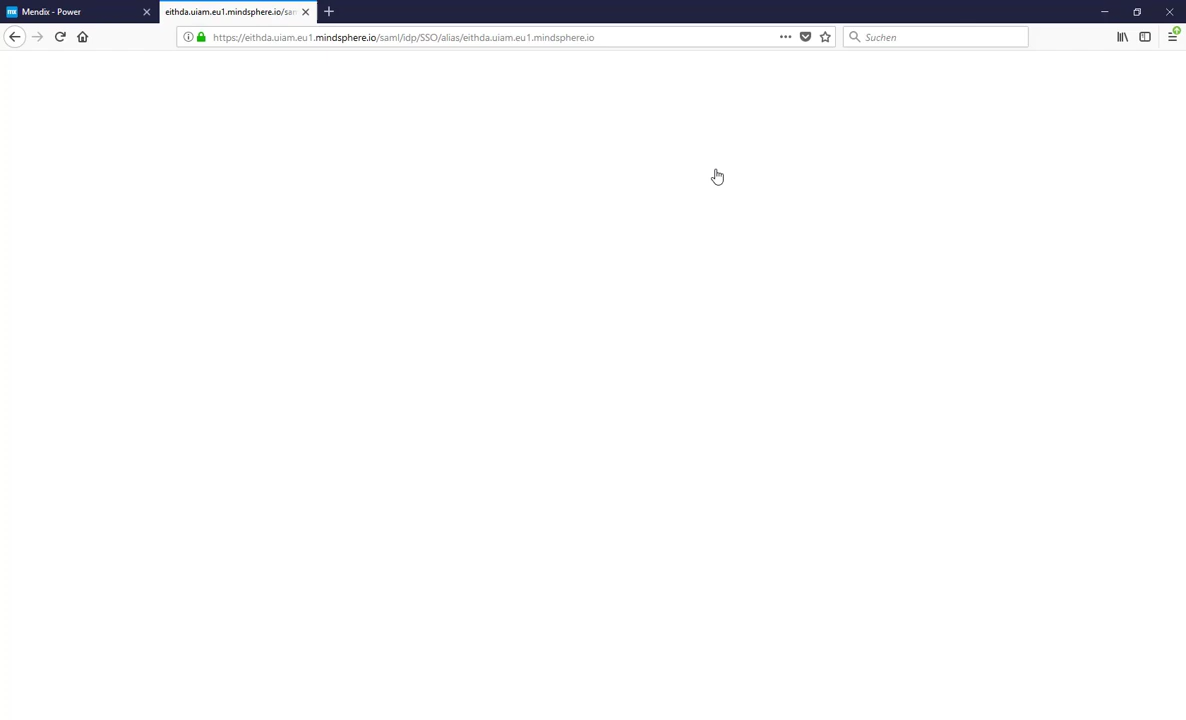 mx Mendix - Power
eithda.uiam.eu1.mindsphere.io/sa
https://eithda.uiam.eu1.mindsphere.io/saml/idp/SSO/alias/eithda.uiam.eu1.mindsphere.io
Suchen